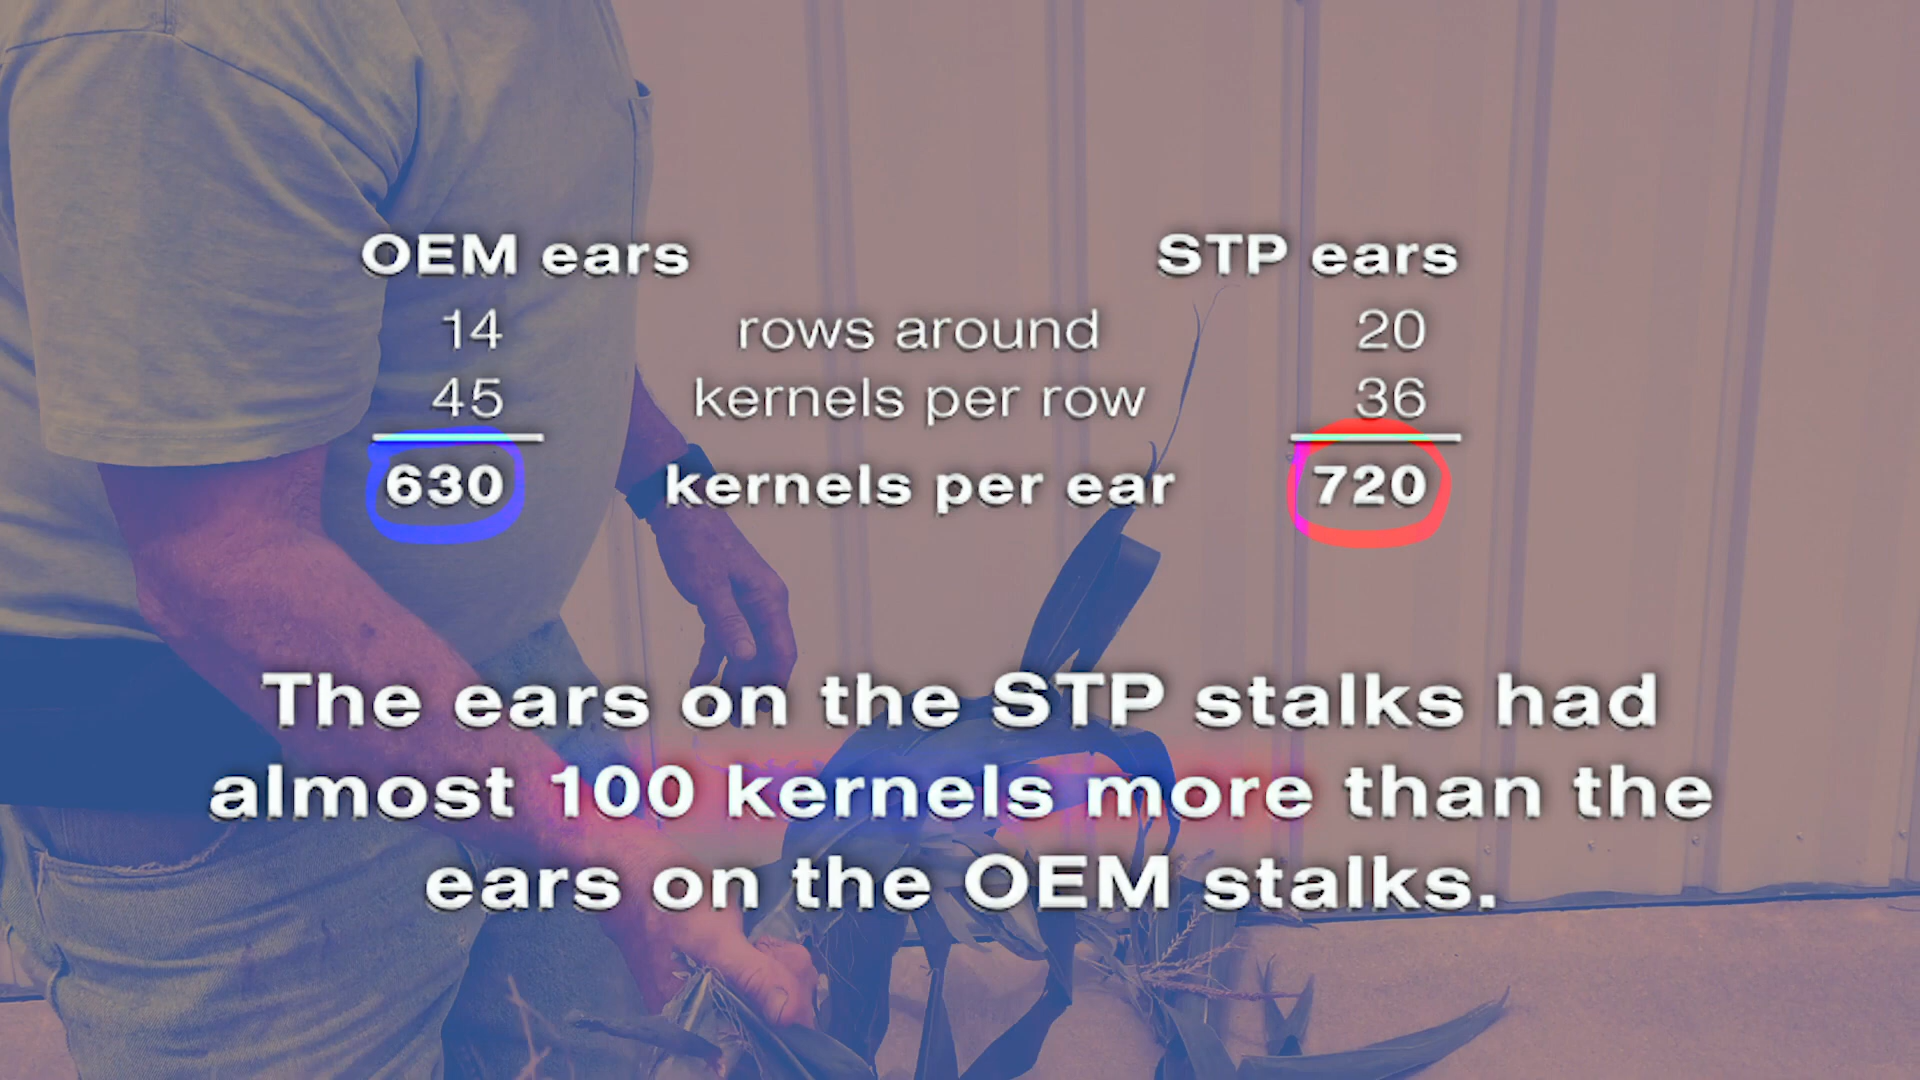 OEM ears STP ears
14 rows around 20
45 kernels per row 36
630 kernels per ear 720
The ears on the STP stalks had
almost 100 kernels more than the
ears on the OEM stalks.